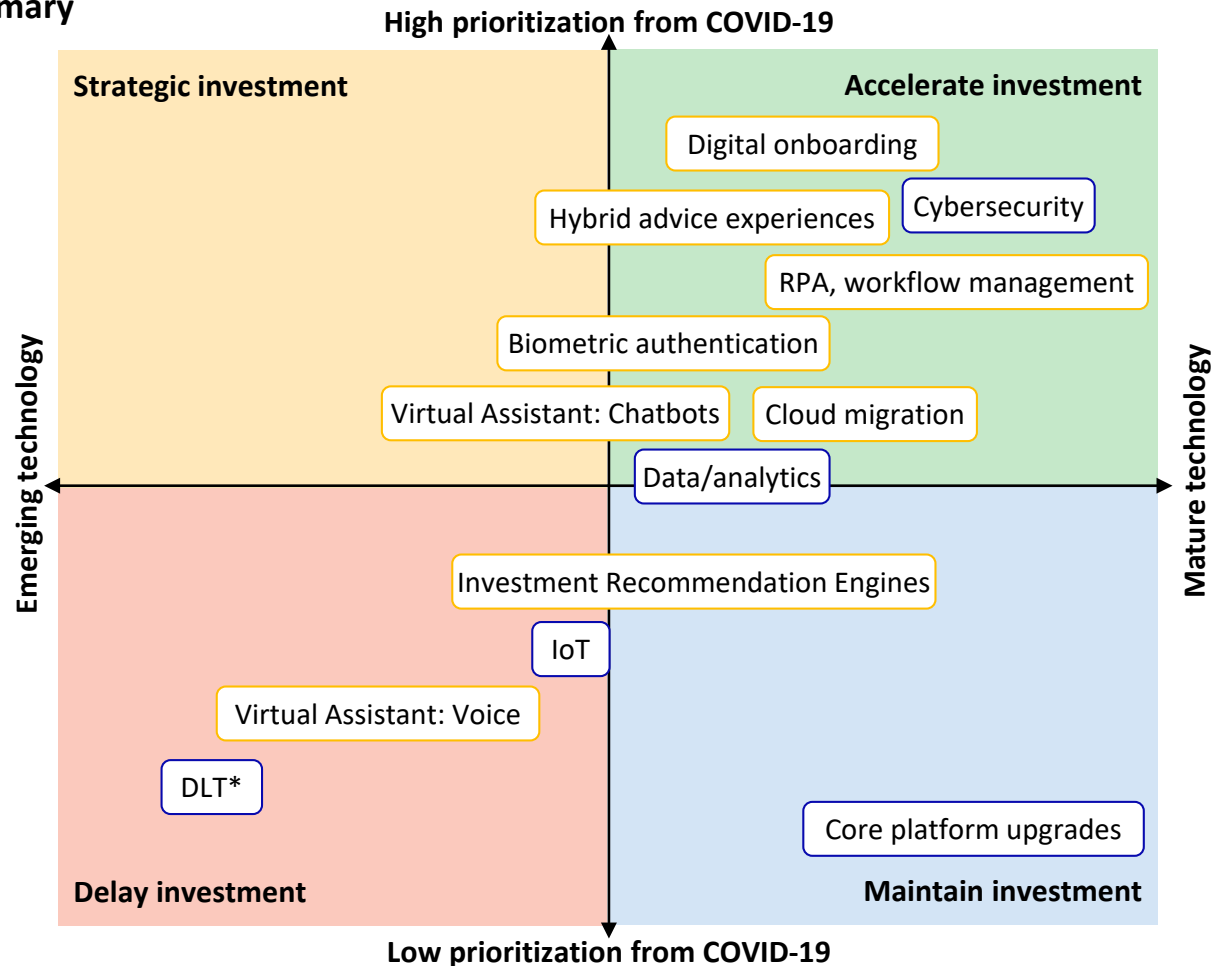 mary
High prioritization from COVID-19
Strategic investment
Accelerate investment
Digital onboarding
Cybersecurity
Hybrid advice experiences
RPA, workflow management
Biometric authentication
Virtual Assistant: Chatbots
Cloud migration
Data/analytics
Emerging technology
Mature technology
Investment Recommendation Engines
IoT
Virtual Assistant: Voice
DLT*
Core platform upgrades
Delay investment
Maintain investment
Low prioritization from COVID-19